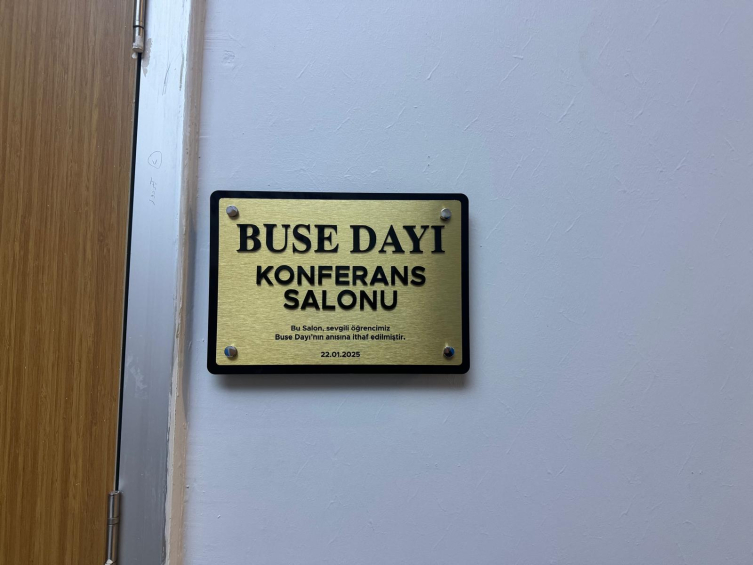 BUSE DAYI
KONFERANS
SALONU
Bu Salon, sevgili öğrencimiz
Buse Dayı'nın anısına ithaf edilmiştir.
22.01.2025